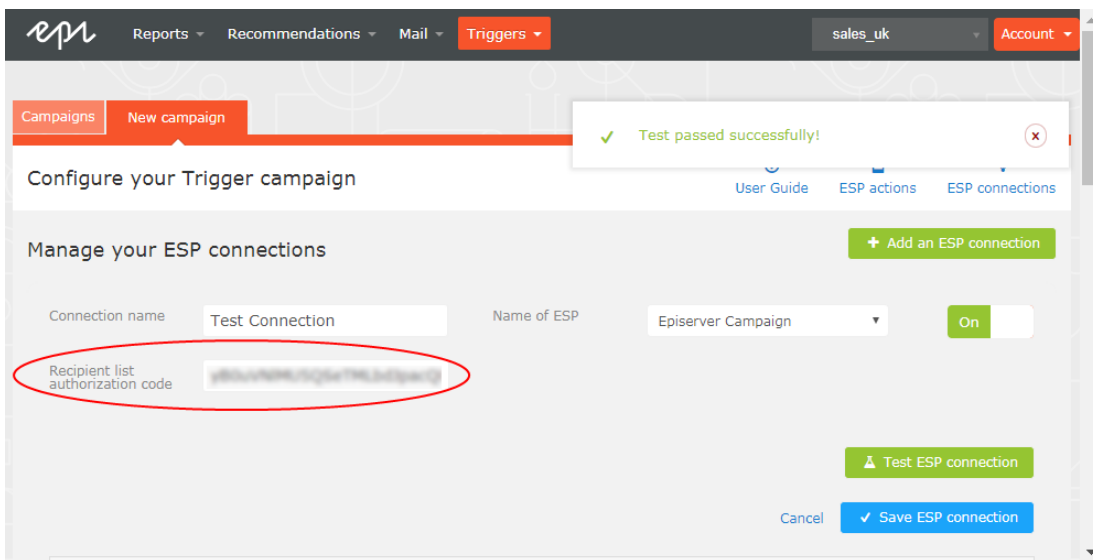 epi Reports Recommendations Mail Triggers sales_uk Account
Campaigns New campaign
✓ Test passed successfully! x
Configure your Trigger campaign
User Guide ESP actions ESP connections
Manage your ESP connections
+ Add an ESP connection
Connection name Test Connection Name of ESP Episerver Campaign On
Recipient list
authorization code
Test ESP connection
Cancel ✓ Save ESP connection